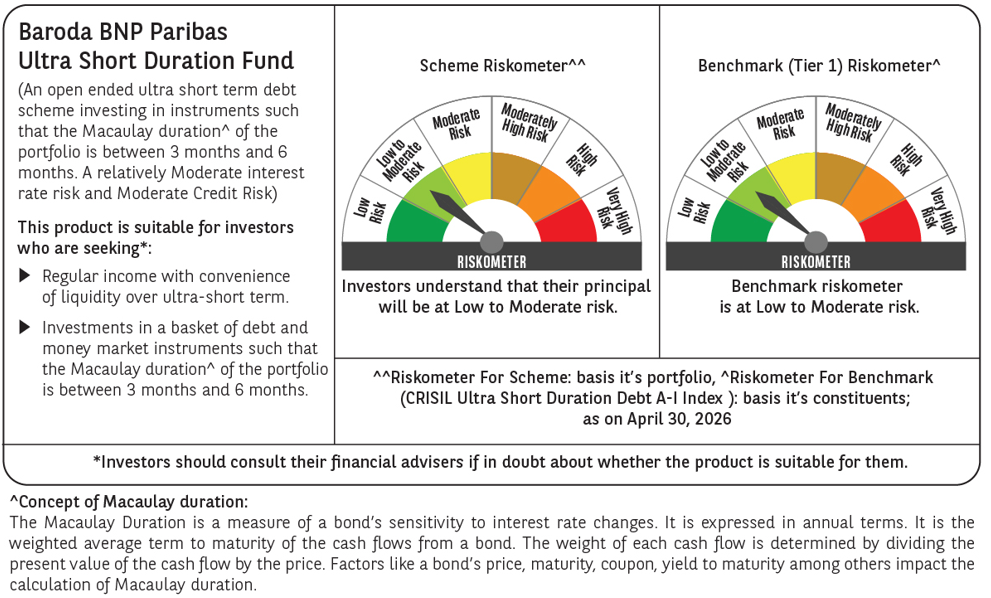 Baroda BNP Paribas
Ultra Short Duration Fund
(An open ended ultra short term debt
scheme investing in instruments such
that the Macaulay duration^ of the
portfolio is between 3 months and 6
months. A relatively Moderate interest
rate risk and Moderate Credit Risk)
This product is suitable for investors
who are seeking*:
Regular income with convenience
of liquidity over ultra-short term.
Investments in a basket of debt and
money market instruments such that
the Macaulay duration^ of the portfolio
is between 3 months and 6 months.
Scheme Riskometer^^
Low
Risk
Low to
Moderate
Risk
Moderate
Risk
Moderately
High Risk
High
Risk
Very High
Risk
RISKOMETER
Investors understand that their principal
will be at Low to Moderate risk.
Benchmark (Tier 1) Riskometer^
Low
Risk
Low to
Moderate
Risk
Moderate
Risk
Moderately
High Risk
High
Risk
Very High
Risk
RISKOMETER
Benchmark riskometer
is at Low to Moderate risk.
^^Riskometer For Scheme: basis it's portfolio, ^Riskometer For Benchmark
(CRISIL Ultra Short Duration Debt A-I Index ): basis it's constituents;
as on April 30, 2026
*Investors should consult their financial advisers if in doubt about whether the product is suitable for them.
^Concept of Macaulay duration:
The Macaulay Duration is a measure of a bond's sensitivity to interest rate changes. It is expressed in annual terms. It is the
weighted average term to maturity of the cash flows from a bond. The weight of each cash flow is determined by dividing the
present value of the cash flow by the price. Factors like a bond's price, maturity, coupon, yield to maturity among others impact the
calculation of Macaulay duration.